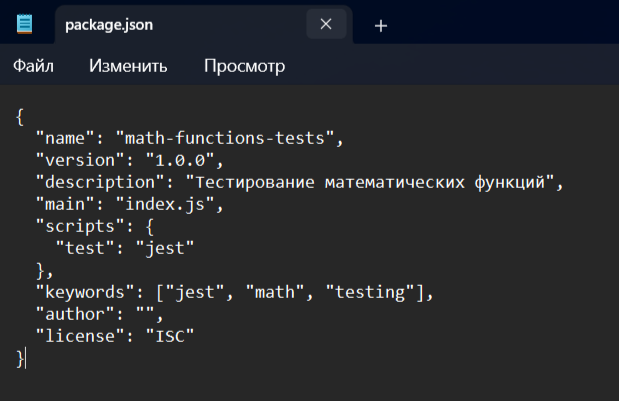 package.json
Файл Изменить Просмотр
{
  "name": "math-functions-tests",
  "version": "1.0.0",
  "description": "Тестирование математических функций",
  "main": "index.js",
  "scripts": {
    "test": "jest"
  },
  "keywords": ["jest", "math", "testing"],
  "author": "",
  "license": "ISC"
}